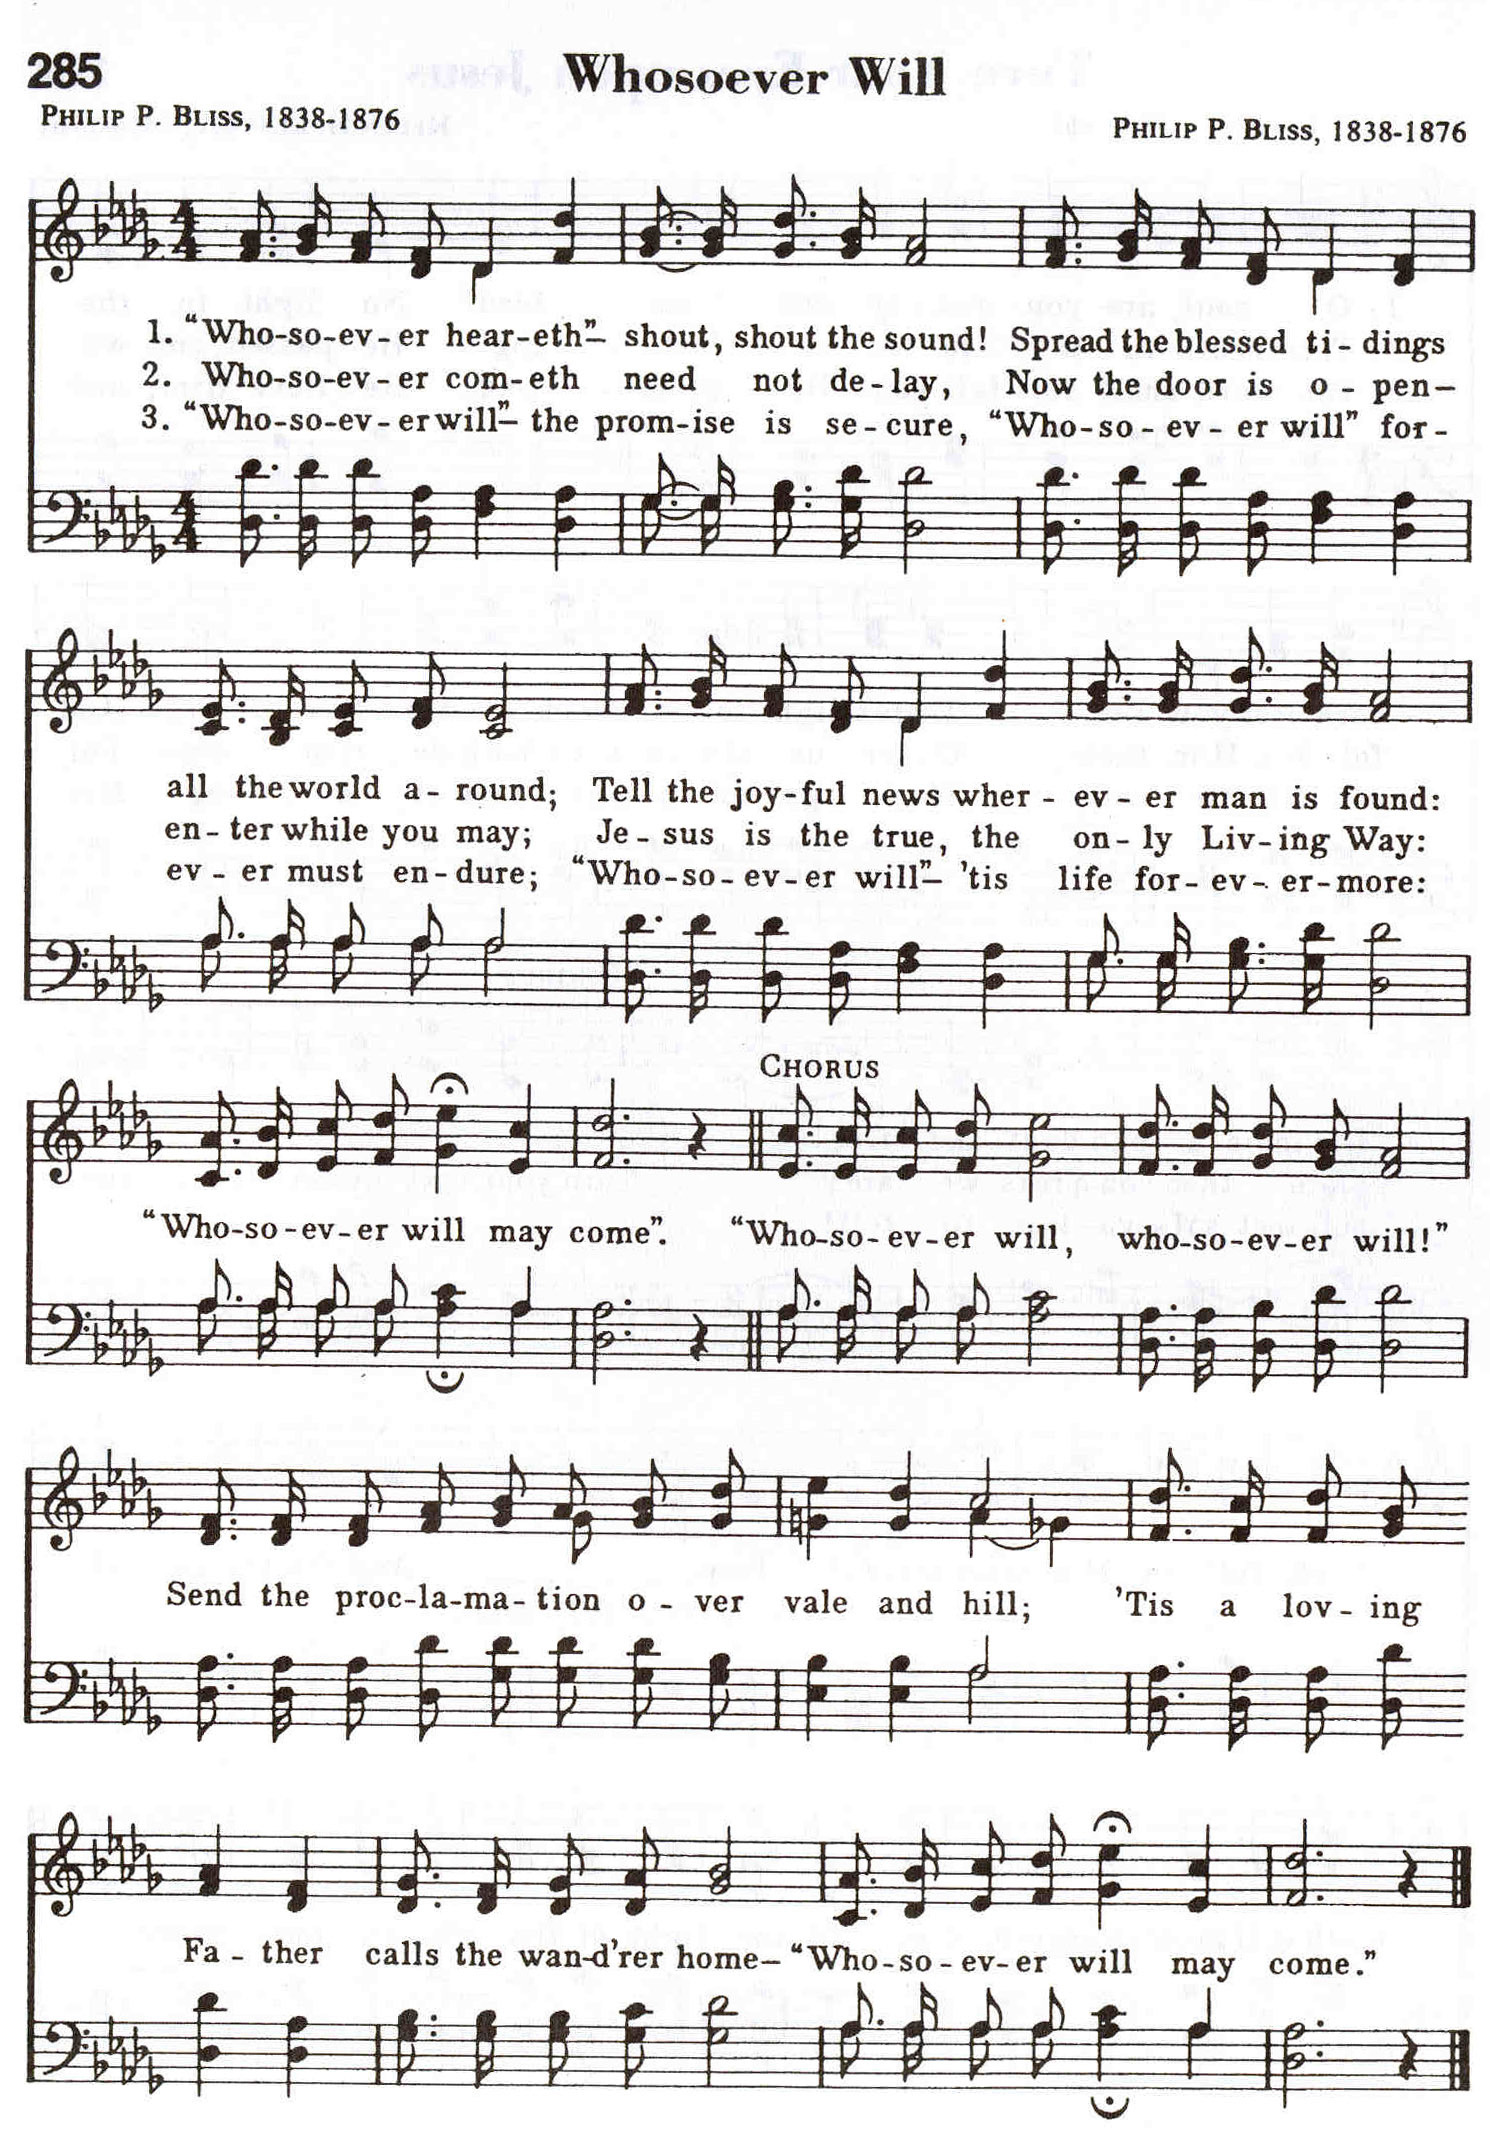 285
Whosoever Will
PHILIP P. BLISS, 1838-1876
PHILIP P. BLISS, 1838-1876
1. “Who-so-ev-er hear-eth”– shout, shout the sound! Spread the blessed ti-dings
2. Who-so-ev-er com-eth need not de-lay, Now the door is o-pen–
3. “Who-so-ev-er will”– the prom-ise is se-cure, “Who-so-ev-er will” for-
all the world a-round; Tell the joy-ful news wher-ev-er man is found:
en-ter while you may; Je-sus is the true, the on-ly Liv-ing Way:
ev-er must en-dure; “Who-so-ev-er will”– ’tis life for-ev-er-more:
CHORUS
“Who-so-ev-er will may come”. “Who-so-ev-er will, who-so-ev-er will!”
Send the proc-la-ma-tion o-ver vale and hill; ’Tis a lov-ing
Fa-ther calls the wan-d’rer home– “Who-so-ev-er will may come.”